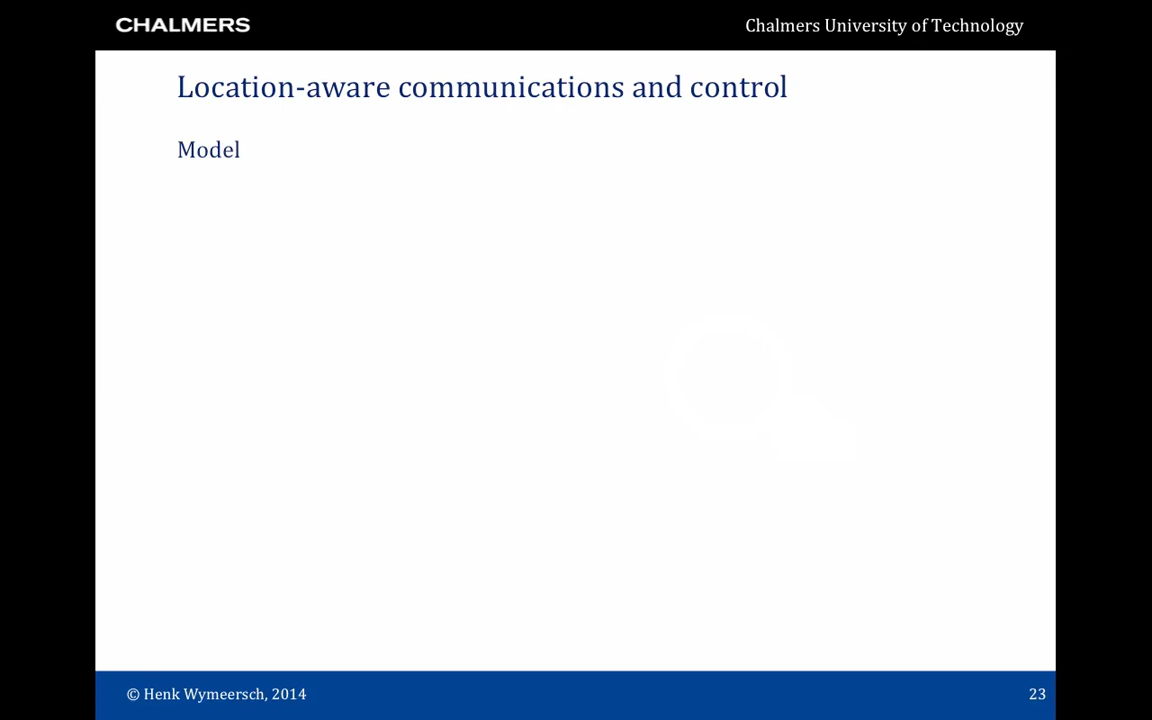 CHALMERS
Chalmers University of Technology
Location-aware communications and control
Model
© Henk Wymeersch, 2014
23